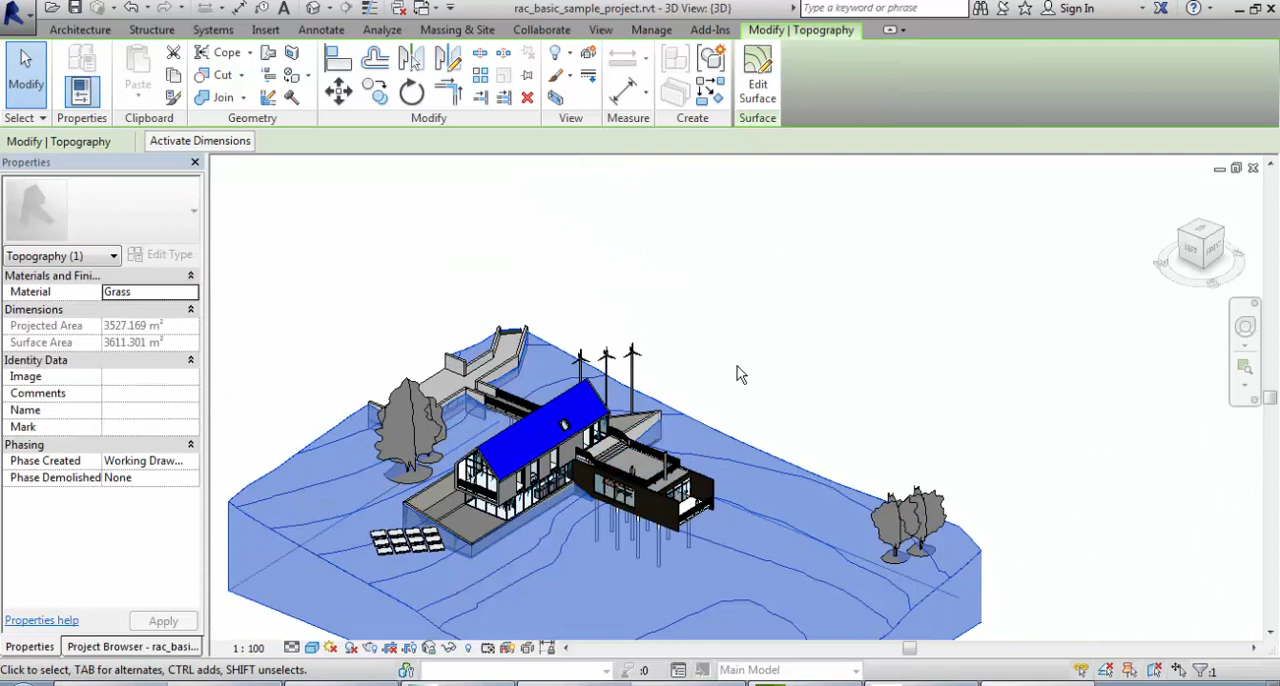 rac_basic_sample_project.rvt - 3D View: {3D}
Type a keyword or phrase
Sign In
Architecture
Structure
Systems
Insert
Annotate
Analyze
Massing & Site
Collaborate
View
Manage
Add-Ins
Modify | Topography
Modify
Paste
Cope
Cut
Join
Edit
Surface
Select
Properties
Clipboard
Geometry
Modify
View
Measure
Create
Surface
Modify | Topography
Activate Dimensions
Properties
Topography (1)
Edit Type
Materials and Fini...
Material Grass
Dimensions
Projected Area 3527.169 m²
Surface Area 3611.301 m²
Identity Data
Image
Comments
Name
Mark
Phasing
Phase Created Working Draw...
Phase Demolished None
LEFT
FRONT
Properties help
Apply
Properties
Project Browser - rac_basi...
1 : 100
Click to select, TAB for alternates, CTRL adds, SHIFT unselects.
:0
Main Model
:1